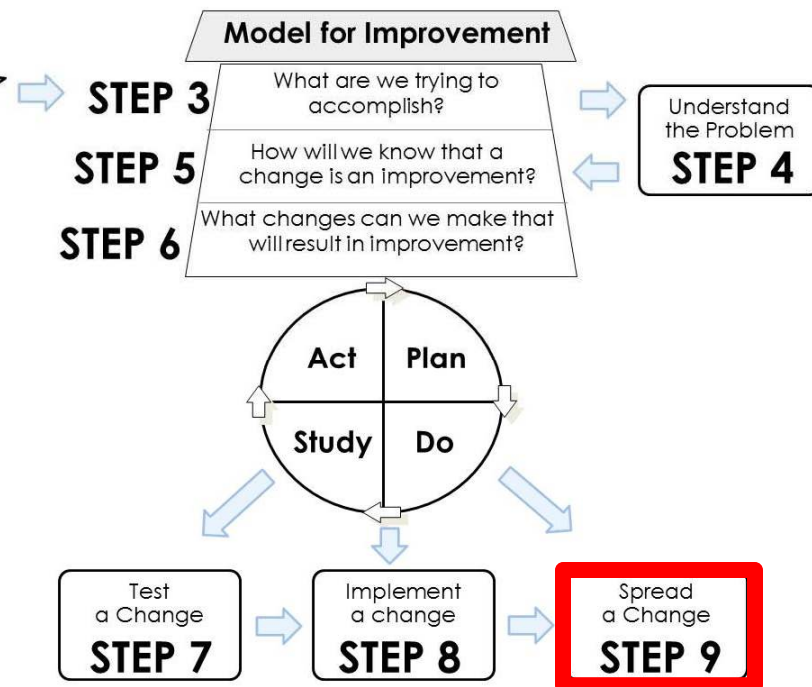 Model for Improvement
STEP 3
What are we trying to
accomplish?
Understand
the Problem
STEP 4
STEP 5
How will we know that a
change is an improvement?
STEP 6
What changes can we make that
will result in improvement?
Act
Plan
Study
Do
Test
a Change
STEP 7
Implement
a change
STEP 8
Spread
a Change
STEP 9